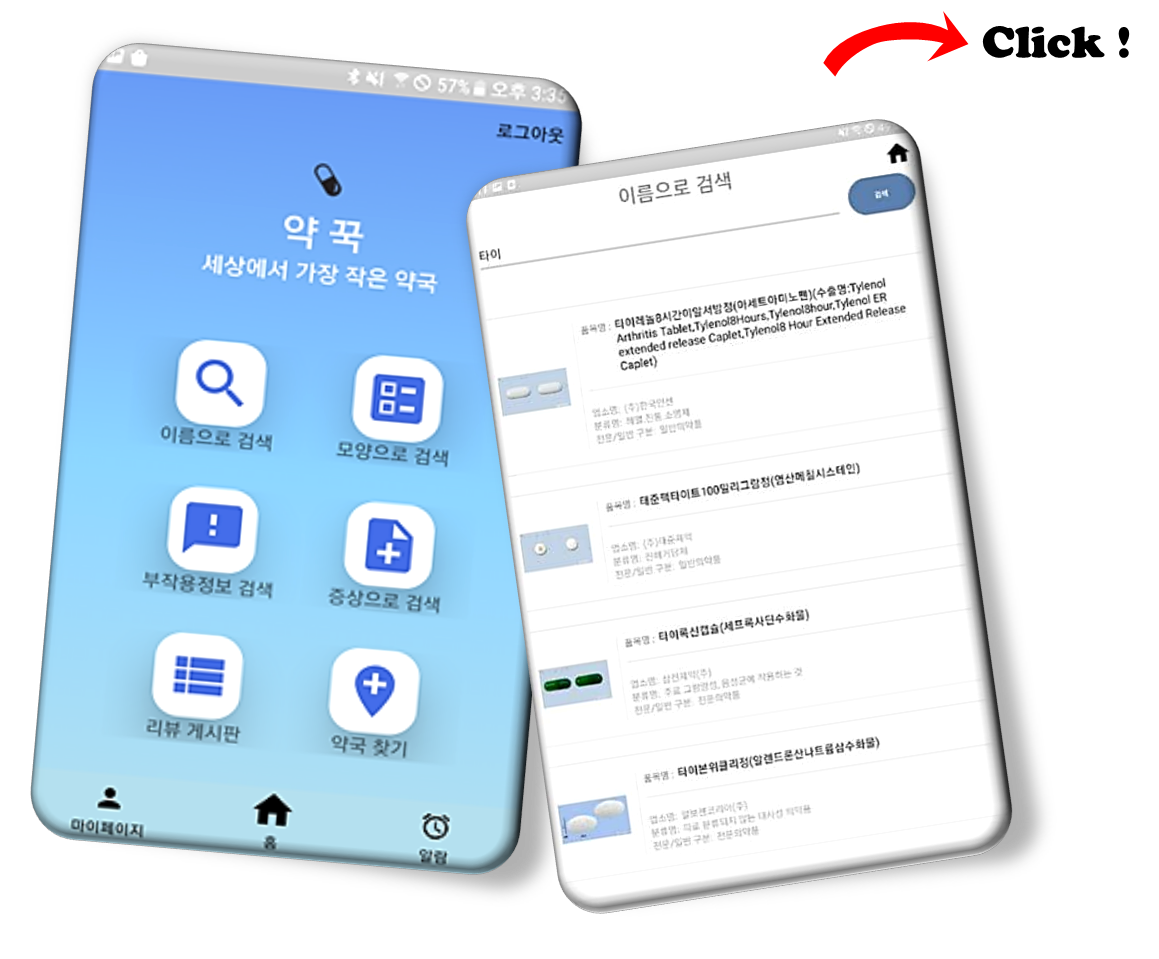 Click !
57% 오후 3:35
로그아웃
약 꾹
세상에서 가장 작은 약국
이름으로 검색
모양으로 검색
부작용정보 검색
증상으로 검색
리뷰 게시판
약국 찾기
마이페이지
홈
알람
이름으로 검색
타이
검색
품목명 : 타이레놀8시간이알서방정(아세트아미노펜)(수출명:Tylenol
Arthritis Tablet,Tylenol8Hours,Tylenol8hour,Tylenol ER
extended release Caplet,Tylenol8 Hour Extended Release
Caplet)
업소명: (주)한국얀센
분류명: 해열.진통.소염제
전문/일반 구분: 일반의약품
품목명 : 태준팩타이트100밀리그람정(염산메칠시스테인)
업소명: (주)태준제약
분류명: 진해거담제
전문/일반 구분: 일반의약품
품목명 : 타이록신캡슐(세프록사딘수화물)
업소명: 삼천제약(주)
분류명: 주로 그람양성,음성균에 작용하는 것
전문/일반 구분: 전문의약품
품목명 : 타이본위클리정(알렌드론산나트륨삼수화물)
업소명: 알보젠코리아(주)
분류명: 따로 분류되지 않는 대사성 의약품
전문/일반 구분: 전문의약품